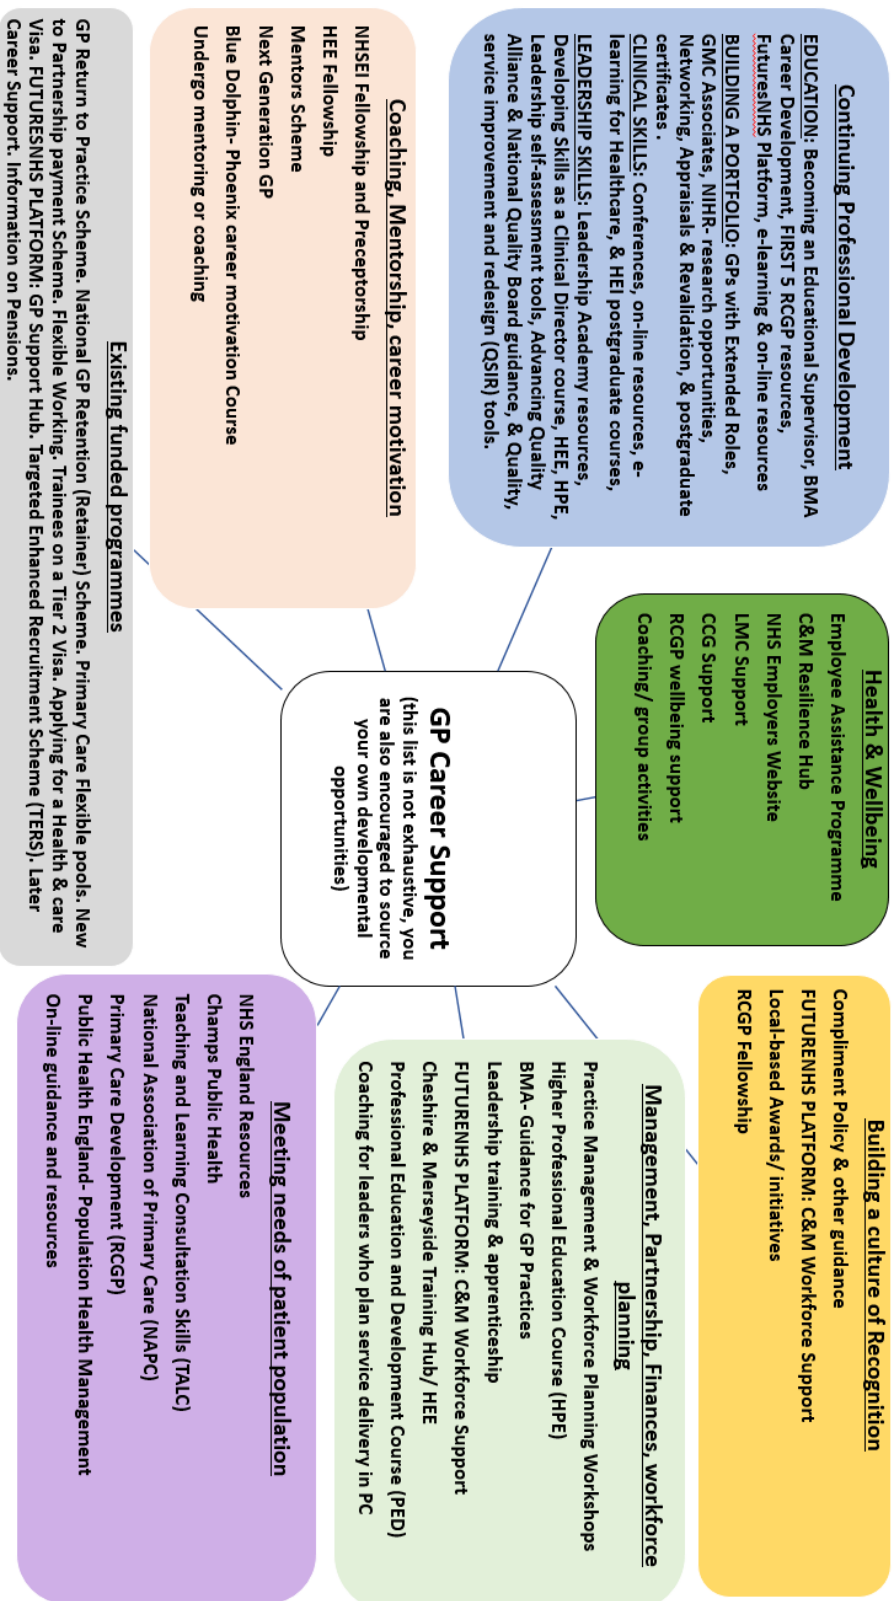 Continuing Professional Development
EDUCATION: Becoming an Educational Supervisor, BMA
Career Development, FIRST 5 RCGP resources,
FuturesNHS Platform, e-learning & on-line resources
BUILDING A PORTFOLIO: GPs with Extended Roles,
GMC Associates, NIHR- research opportunities,
Networking, Appraisals & Revalidation, & postgraduate
certificates .
CLINICAL SKILLS: Conferences, on-line resources, e-
learning for Healthcare, & HEI postgraduate courses,
LEADERSHIP SKILLS: Leadership Academy resources,
Developing Skills as a Clinical Director course, HEE, HPE,
Leadership self-assessment tools, Advancing Quality
Alliance & National Quality Board guidance, & Quality,
service improvement and redesign (QSIR) tools.
Health & Wellbeing
Employee Assistance Programme
C&M Resilience Hub
NHS Employers Website
LMC Support
CCG Support
RCGP wellbeing support
Coaching/ group activities
Building a culture of Recognition
Compliment Policy & other guidance
FUTURENHS PLATFORM: C&M Workforce Support
Local-based Awards/ initiatives
RCGP Fellowship
Coaching, Mentorship, career motivation
NHSEI Fellowship and Preceptorship
HEE Fellowship
Mentors Scheme
Next Generation GP
Blue Dolphin- Phoenix career motivation Course
Undergo mentoring or coaching
GP Career Support
(this list is not exhaustive, you
are also encouraged to source
your own developmental
opportunities)
Management, Partnership, Finances, workforce
planning
Practice Management & Workforce Planning Workshops
Higher Professional Education Course (HPE)
BMA- Guidance for GP Practices
Leadership training & apprenticeship
FUTURENHS PLATFORM: C&M Workforce Support
Cheshire & Merseyside Training Hub/ HEE
Professional Education and Development Course (PED)
Coaching for leaders who plan service delivery in PC
Existing funded programmes
GP Return to Practice Scheme. National GP Retention (Retainer) Scheme. Primary Care Flexible pools. New
to Partnership payment Scheme. Flexible Working. Trainees on a Tier 2 Visa. Applying for a Health & care
Visa. FUTURESNHS PLATFORM: GP Support Hub. Targeted Enhanced Recruitment Scheme (TERS). Later
Career Support. Information on Pensions.
Meeting needs of patient population
NHS England Resources
Champs Public Health
Teaching and Learning Consultation Skills (TALC)
National Association of Primary Care (NAPC)
Primary Care Development (RCGP)
Public Health England- Population Health Management
On-line guidance and resources